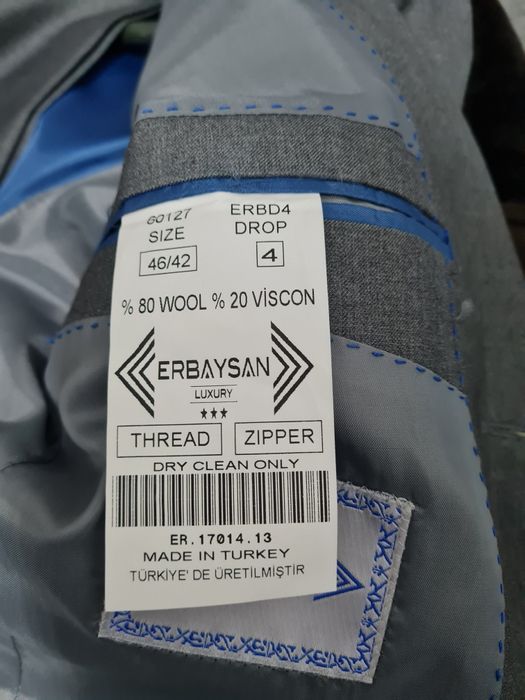 60127 ERBD4
SIZE DROP
46/42 4
% 80 WOOL % 20 VİSCON
ERBAYSAN
LUXURY
THREAD ZIPPER
DRY CLEAN ONLY
ER.17014.13
MADE IN TURKEY
TÜRKİYE' DE ÜRETİLMİŞTİR